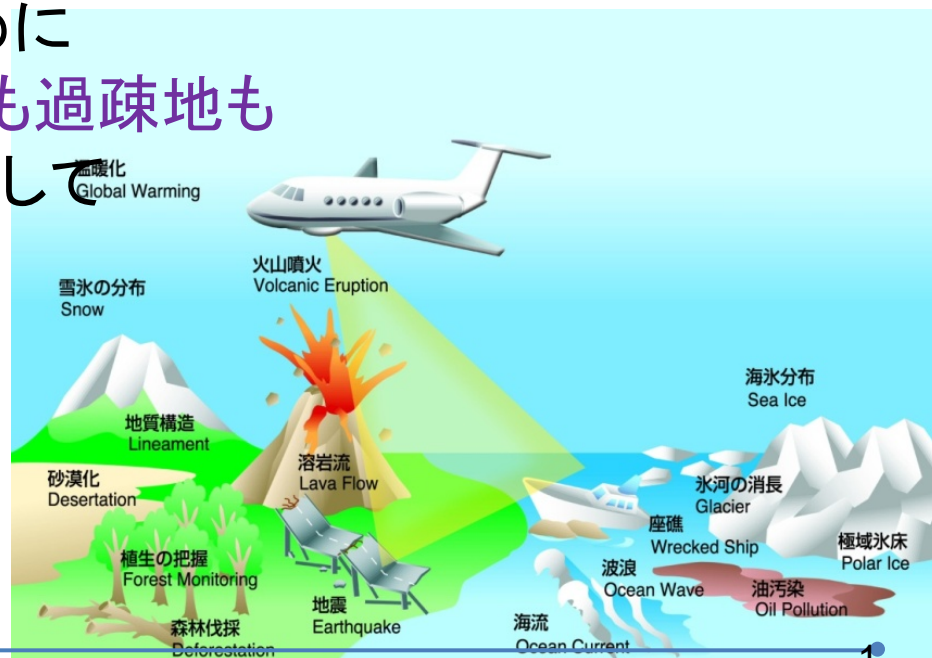 めに
も過疎地も
して
温暖化
Global Warming
火山噴火
Volcanic Eruption
雪氷の分布
Snow
海氷分布
Sea Ice
地質構造
Lineament
溶岩流
Lava Flow
砂漠化
Desertation
氷河の消長
Glacier
座礁
Wrecked Ship
極域氷床
Polar Ice
植生の把握
Forest Monitoring
波浪
Ocean Wave
油汚染
Oil Pollution
地震
Earthquake
海流
Ocean Current
森林伐採
Deforestation
1